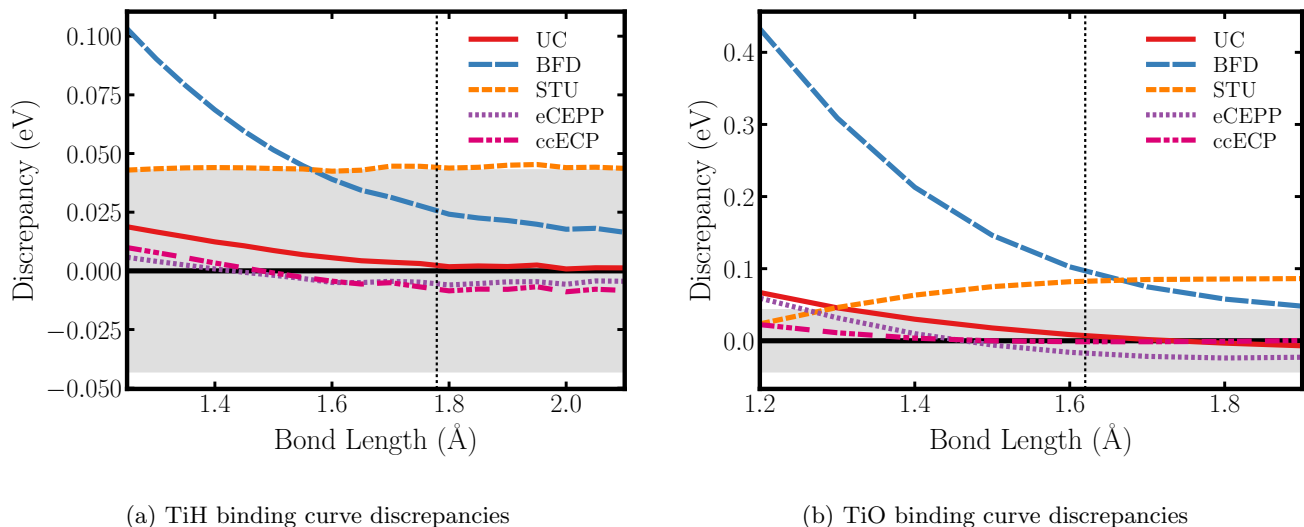 0.100
0.075
0.050
0.025
0.000
−0.025
−0.050
Discrepancy (eV)
1.4
1.6
1.8
2.0
Bond Length (Å)
UC
BFD
STU
eCEPP
ccECP
(a) TiH binding curve discrepancies
0.4
0.3
0.2
0.1
0.0
Discrepancy (eV)
1.2
1.4
1.6
1.8
Bond Length (Å)
UC
BFD
STU
eCEPP
ccECP
(b) TiO binding curve discrepancies